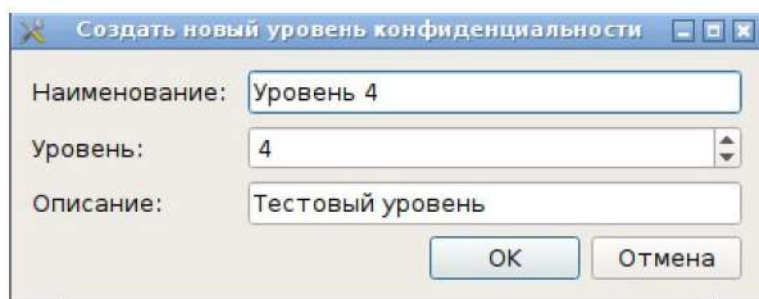 Создать новый уровень конфиденциальности
Наименование: Уровень 4
Уровень: 4
Описание: Тестовый уровень
OK Отмена